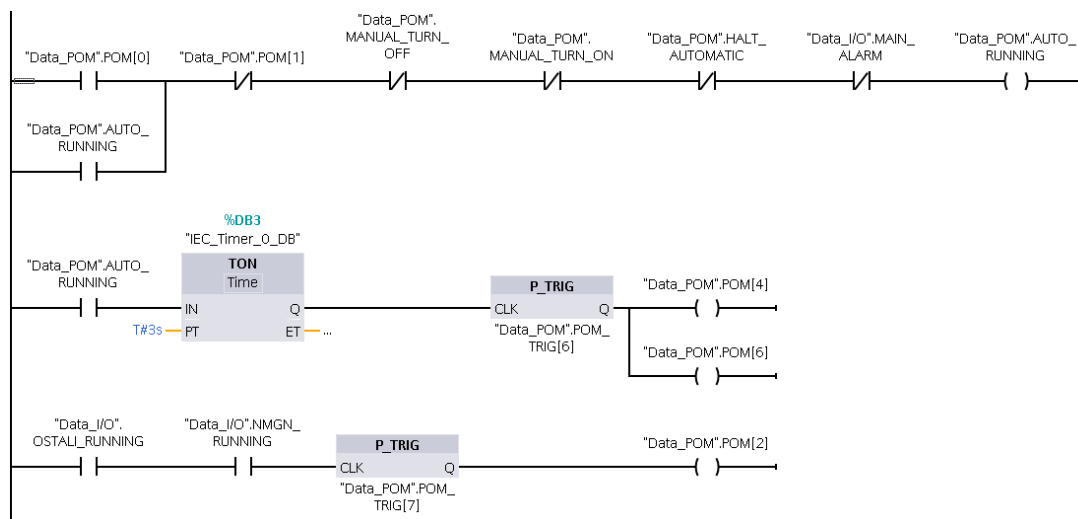 "Data_POM".POM[0]
"Data_POM".POM[1]
"Data_POM".
MANUAL_TURN_
OFF
"Data_POM".
MANUAL_TURN_ON
"Data_POM".HALT_
AUTOMATIC
"Data_I/O".MAIN_
ALARM
"Data_POM".AUTO_
RUNNING
"Data_POM".AUTO_
RUNNING
%DB3
"IEC_Timer_0_DB"
"Data_POM".AUTO_
RUNNING
TON
Time
IN
Q
T#3s
PT
ET
...
P_TRIG
CLK
Q
"Data_POM".POM_
TRIG[6]
"Data_POM".POM[4]
"Data_POM".POM[6]
"Data_I/O".
OSTALI_RUNNING
"Data_I/O".NMGN_
RUNNING
P_TRIG
CLK
Q
"Data_POM".POM_
TRIG[7]
"Data_POM".POM[2]